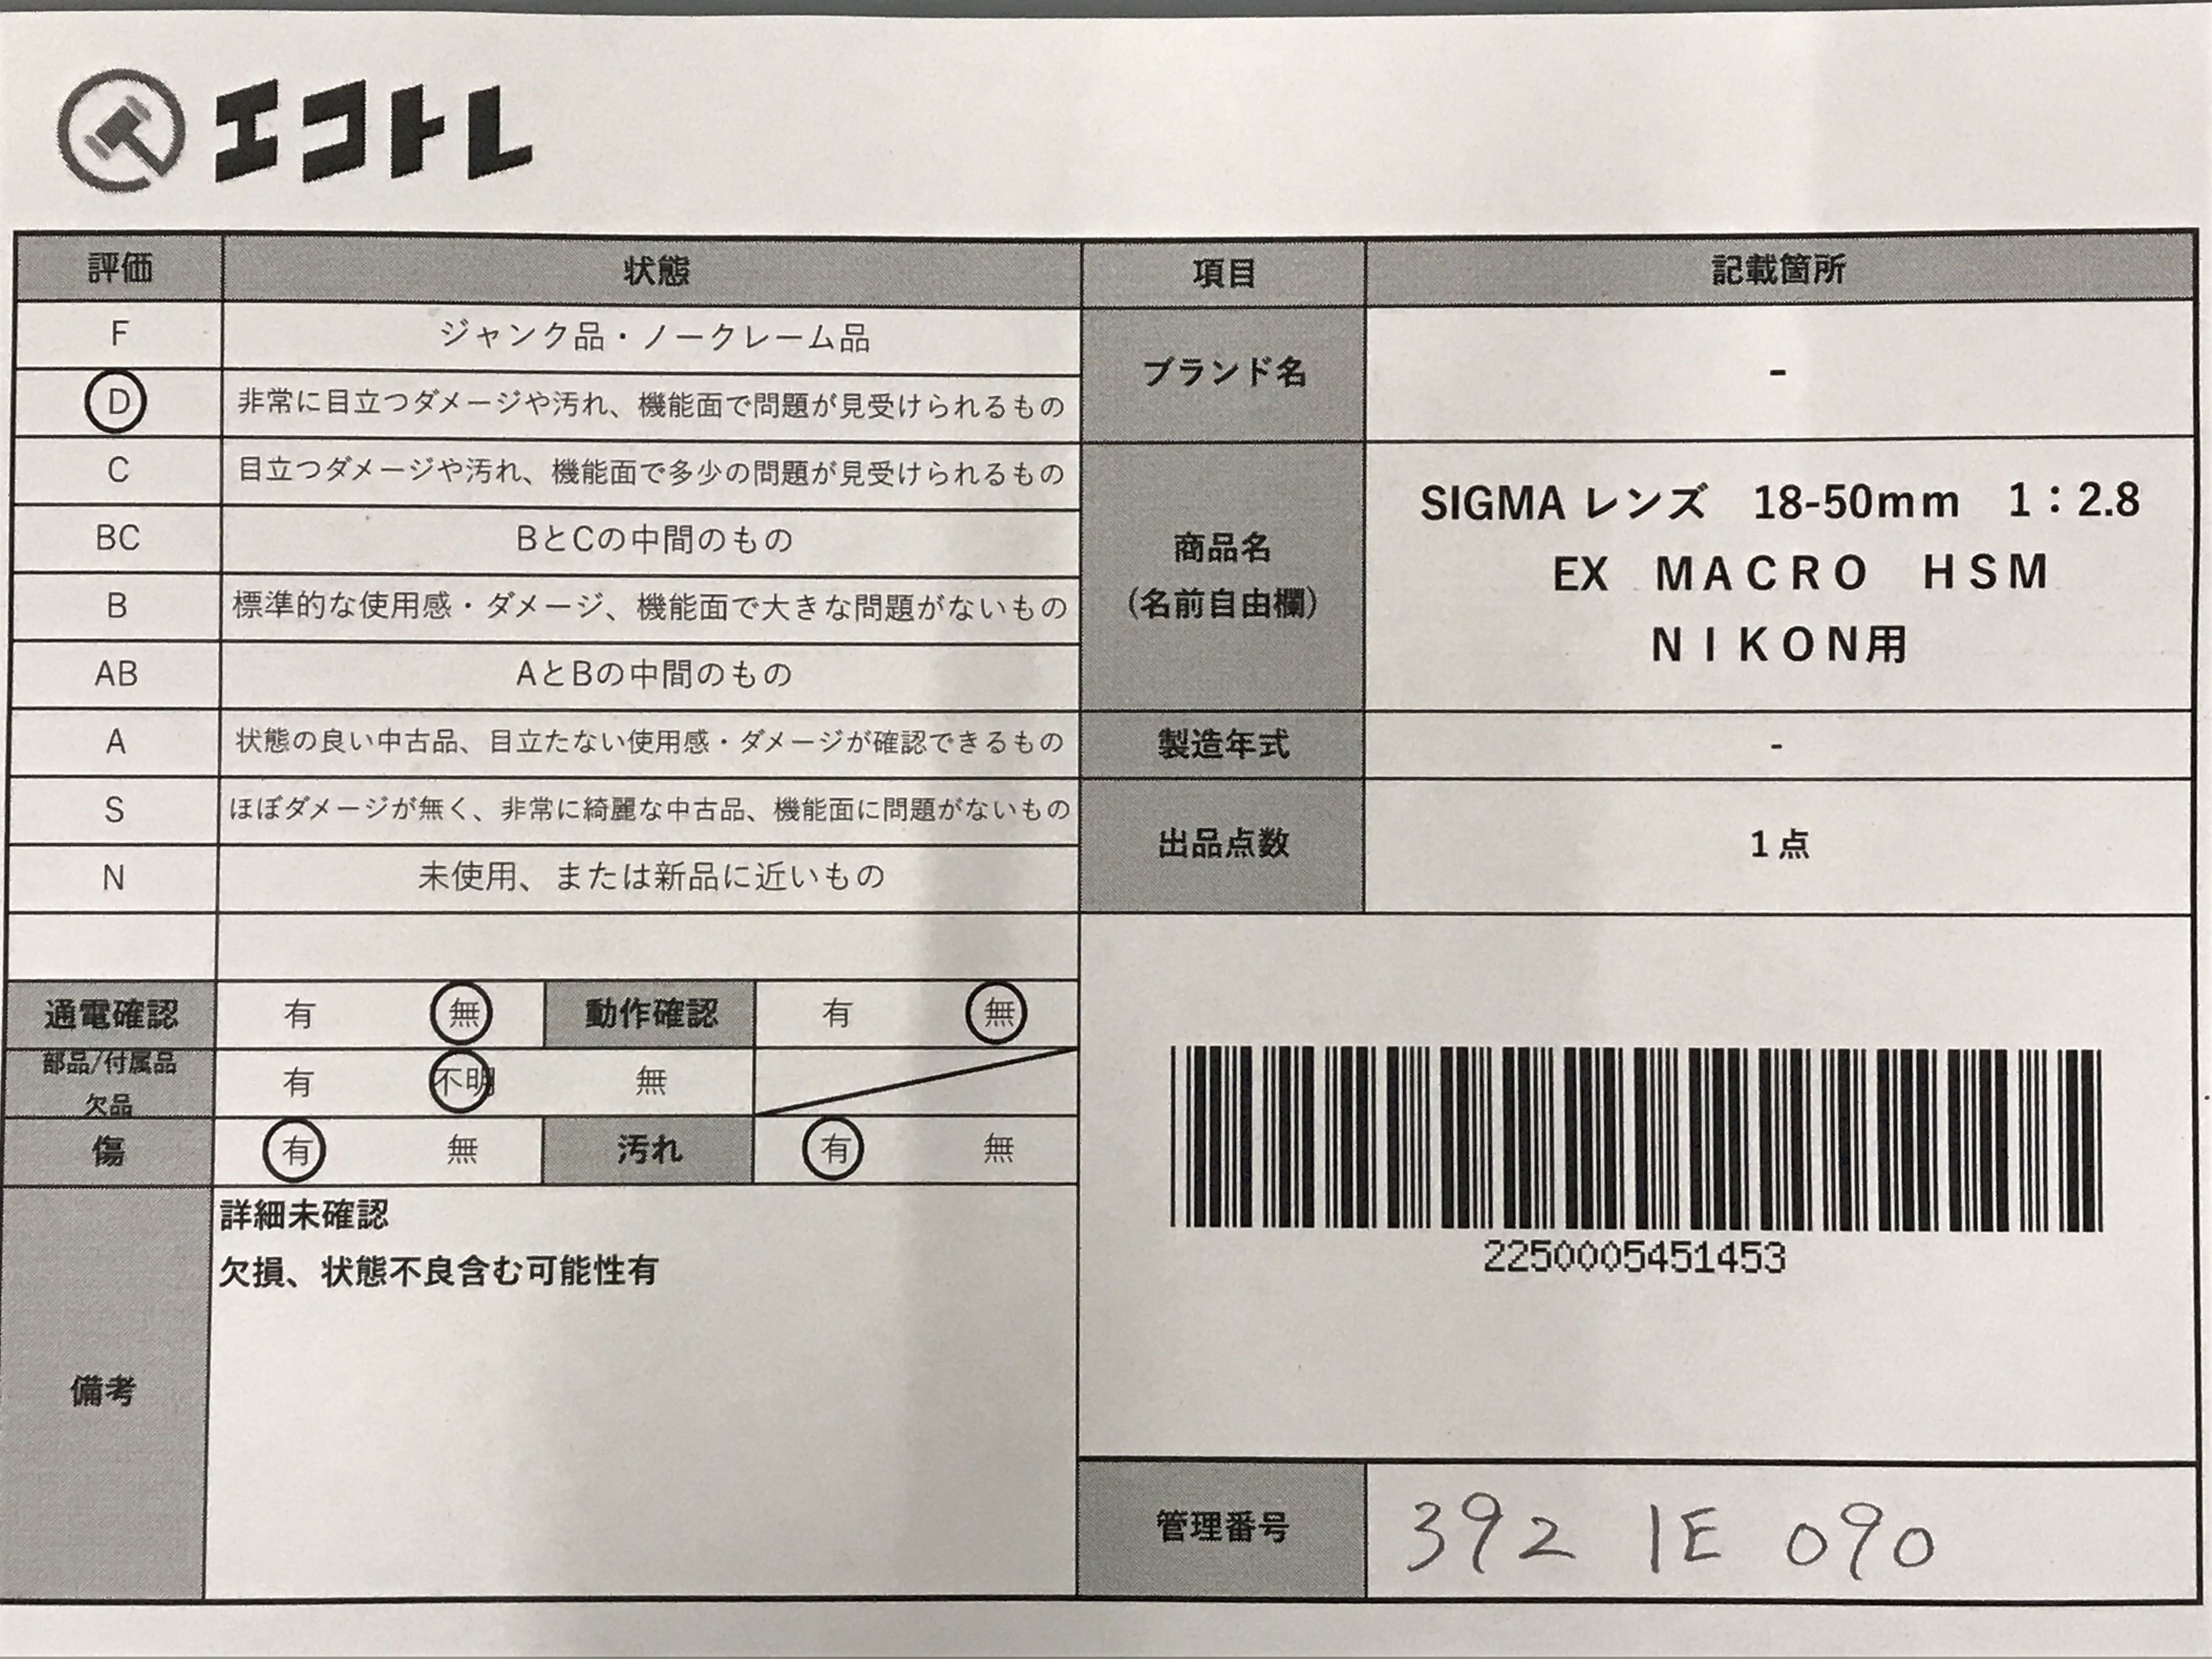 エコトレ
評価 状態 項目 記載箇所
F ジャンク品・ノークレーム品
D 非常に目立つダメージや汚れ、機能面で問題が見受けられるもの
C 目立つダメージや汚れ、機能面で多少の問題が見受けられるもの
BC BとCの中間のもの
B 標準的な使用感・ダメージ、機能面で大きな問題がないもの
AB AとBの中間のもの
A 状態の良い中古品、目立たない使用感・ダメージが確認できるもの
S ほぼダメージが無く、非常に綺麗な中古品、機能面に問題がないもの
N 未使用、または新品に近いもの
ブランド名 -
商品名
(名前自由欄)
SIGMA レンズ 18-50mm 1：2.8
EX MACRO HSM
NIKON用
製造年式 -
出品点数 1点
通電確認 有 無 動作確認 有 無
部品/付属品
欠品
有 不明 無
傷 有 無 汚れ 有 無
備考
詳細未確認
欠損、状態不良含む可能性有
2250005451453
管理番号 392 1E 090